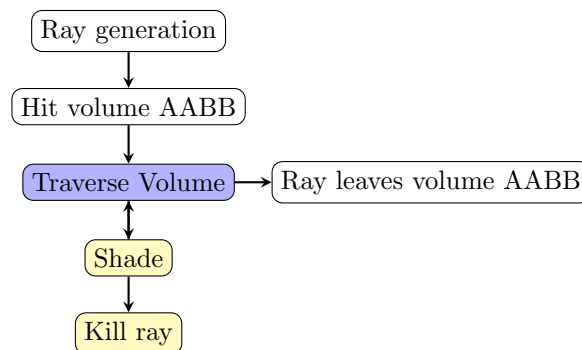 Ray generation
Hit volume AABB
Traverse Volume
Ray leaves volume AABB
Shade
Kill ray